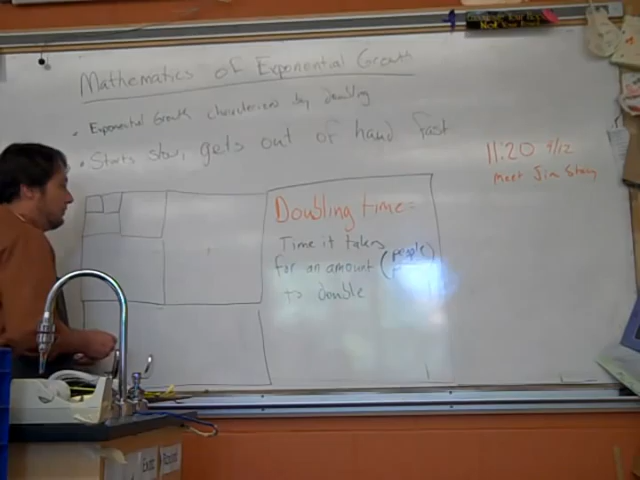 Mathematics of Exponential Growth
• Exponential Growth characterized by doubling
• Starts slow, gets out of hand fast
11:20 9/12
meet Jim Stang
Doubling time=
Time it takes
for an amount (people)
to double